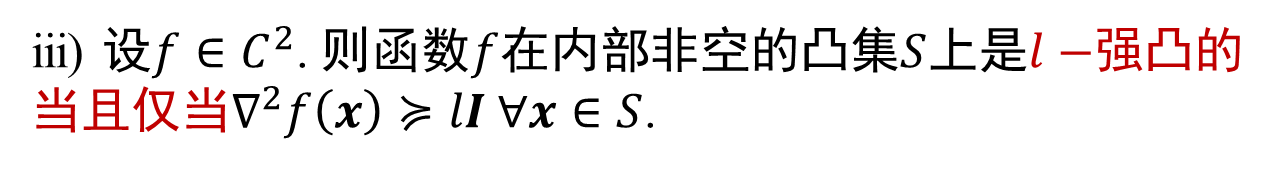 iii) 设𝑓 ∈ 𝐶². 则函数𝑓在内部非空的凸集𝑆上是𝑙 −强凸的
当且仅当∇²𝑓(𝒙) ≽ 𝑙𝑰 ∀𝒙 ∈ 𝑆.